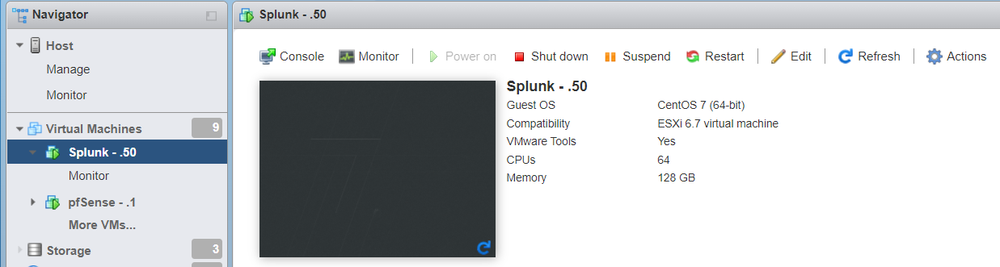 Navigator
Host
Manage
Monitor
Virtual Machines 9
Splunk - .50
Monitor
pfSense - .1
More VMs...
Storage 3
Splunk - .50
Console Monitor Power on Shut down Suspend Restart Edit Refresh Actions
Splunk - .50
Guest OS CentOS 7 (64-bit)
Compatibility ESXi 6.7 virtual machine
VMware Tools Yes
CPUs 64
Memory 128 GB